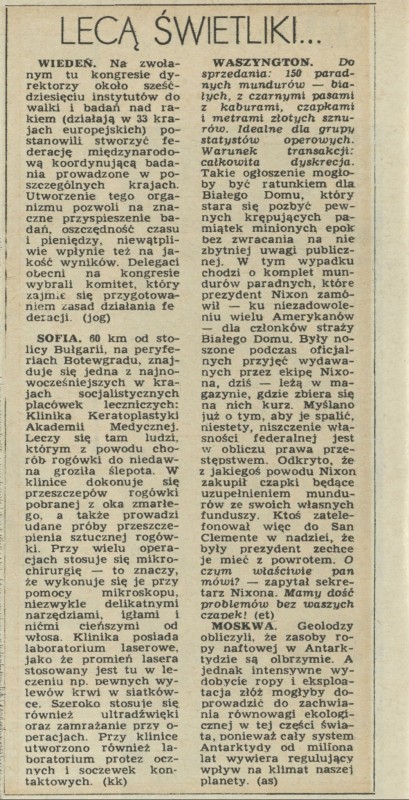 LECĄ ŚWIETLIKI...
WIEDEŃ. Na zwoła-
nym tu kongresie dy-
rektorzy około sześć-
dziesięciu instytutów do
walki i badań nad ra-
kiem (działają w 33 kra-
jach europejskich) po-
stanowili stworzyć fe-
derację międzynarodo-
wą koordynującą bada-
nia prowadzone w po-
szczególnych krajach.
Utworzenie tego orga-
nizmu pozwoli na zna-
czne przyspieszenie ba-
dań, oszczędność czasu
i pieniędzy, niewątpli-
wie wpłynie też na ja-
kość wyników. Delegaci
obecni na kongresie
wybrali komitet, który
zajmie się przygotowa-
niem zasad działania fe-
deracji. (jog)
SOFIA. 60 km od sto-
licy Bułgarii, na peryfe-
riach Botewgradu, znaj-
duje się jedna z najno-
wocześniejszych w kra-
jach socjalistycznych
placówek leczniczych:
Klinika Keratoplastyki
Akademii Medycznej.
Leczy się tam ludzi,
którym z powodu cho-
rób rogówki do niedaw-
na groziła ślepota. W
klinice dokonuje się
przeszczepów rogówki
pobranej z oka zmarłe-
go, a także prowadzi
udane próby przeszcze-
pienia sztucznej rogów-
ki. Przy wielu opera-
cjach stosuje się mikro-
chirurgię — to znaczy,
że wykonuje się je przy
pomocy mikroskopu,
niezwykle delikatnymi
narzędziami, igłami i
nićmi cieńszymi od
włosa. Klinika posiada
laboratorium laserowe,
jako że promień lasera
stosowany jest tu w le-
czeniu np. pewnych wy-
lewów krwi w siatków-
ce. Szeroko stosuje się
również ultradźwięki
oraz zamrażanie przy o-
peracjach. Przy klinice
utworzono również la-
boratorium protez ocz-
nych i soczewek kon-
taktowych. (kk)
WASZYNGTON. Do
sprzedania: 150 parad-
nych mundurów — bia-
łych, z czarnymi pasami
z kaburami, czapkami
i metrami złotych sznu-
rów. Idealne dla grupy
statystów operowych.
Warunek transakcji:
całkowita dyskrecja.
Takie ogłoszenie mogło-
by być ratunkiem dla
Białego Domu, który
stara się pozbyć pew-
nych krępujących pa-
miątek minionych epok
bez zwracania na nie
zbytniej uwagi publicz-
nej. W tym wypadku
chodzi o komplet mun-
durów paradnych, które
prezydent Nixon zamó-
wił — ku niezadowole-
niu wielu Amerykanów
— dla członków straży
Białego Domu. Były no-
szone podczas oficjal-
nych przyjęć wydawa-
nych przez ekipę Nixo-
na, dziś — leżą w ma-
gazynie, gdzie zbiera się
na nich kurz. Myślano
już o tym, aby je spalić,
niestety, niszczenie wła-
sności federalnej jest
w obliczu prawa prze-
stępstwem. Odkryto, że
z jakiegoś powodu Nixon
zakupił czapki będące
uzupełnieniem mundu-
rów ze swoich własnych
funduszy. Ktoś zatele-
fonował więc do San
Clemente w nadziei, że
były prezydent zechce
je mieć z powrotem. O
czym właściwie pan
mówi? — zapytał sekre-
tarz Nixona. Mamy dość
problemów bez waszych
czapek! (et)
MOSKWA. Geolodzy
obliczyli, że zasoby ro-
py naftowej w Antark-
tydzie są olbrzymie. A
jednak intensywne wy-
dobycie ropy i eksploa-
tacja złóż mogłyby do-
prowadzić do zachwia-
nia równowagi ekologi-
cznej w tej części świa-
ta, ponieważ cały system
Antarktydy od miliona
lat wywiera regulujący
wpływ na klimat naszej
planety. (as)